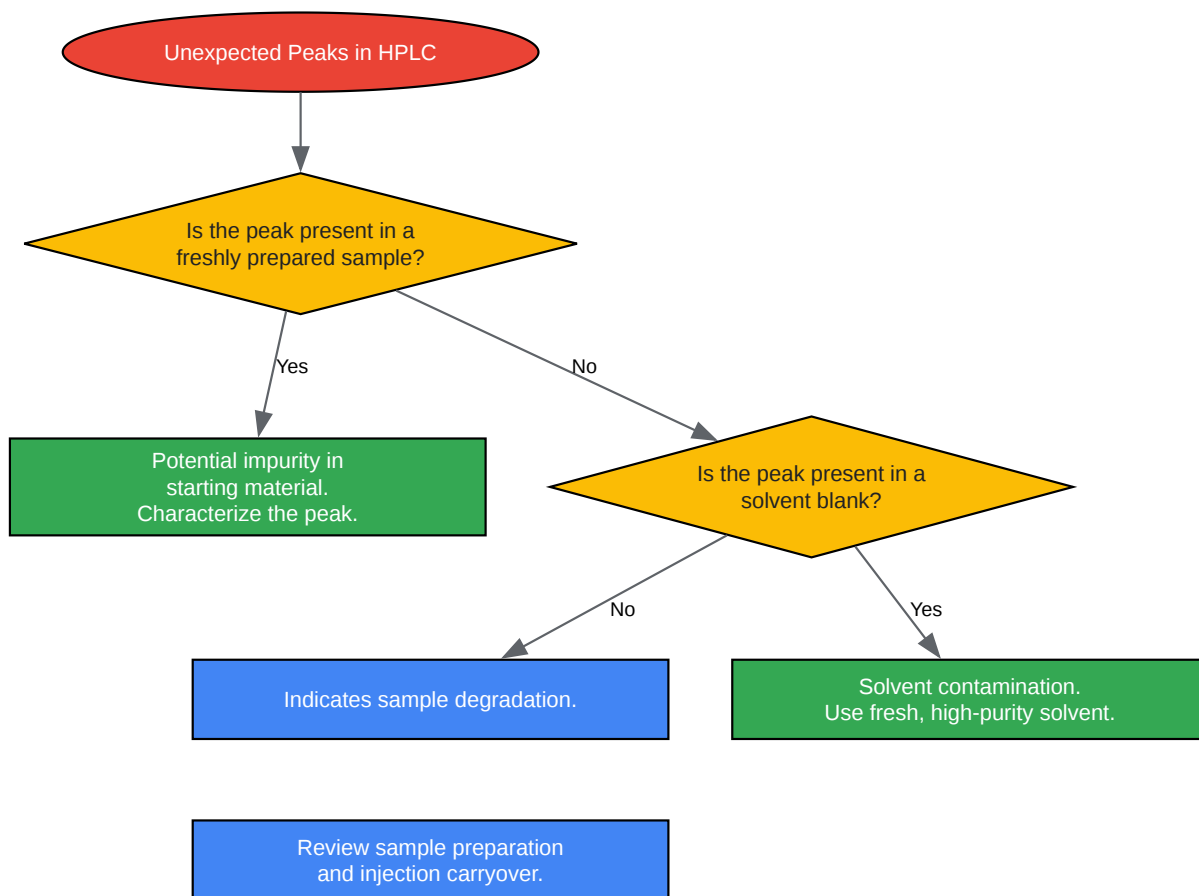 Unexpected Peaks in HPLC
Is the peak present in a
freshly prepared sample?
Yes
No
Potential impurity in
starting material.
Characterize the peak.
Is the peak present in a
solvent blank?
No
Yes
Indicates sample degradation.
Solvent contamination.
Use fresh, high-purity solvent.
Review sample preparation
and injection carryover.